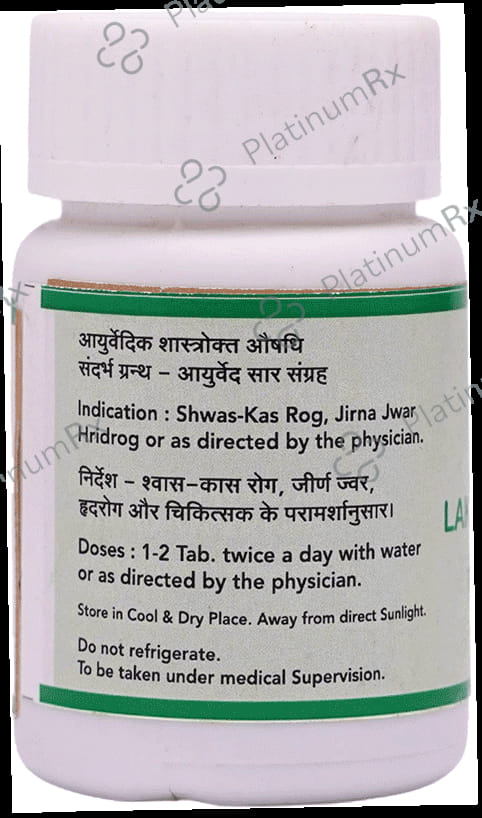 PlatinumRx
PlatinumRx
PlatinumRx
आयुर्वेदिक शास्त्रोक्त औषधि
संदर्भ ग्रन्थ – आयुर्वेद सार संग्रह
Indication : Shwas-Kas Rog, Jirna Jwar,
Hridrog or as directed by the physician.
निर्देश – श्वास–कास रोग, जीर्ण ज्वर,
हृदरोग और चिकित्सक के परामर्शानुसार।
Doses : 1-2 Tab. twice a day with water
or as directed by the physician.
Store in Cool & Dry Place. Away from direct Sunlight.
Do not refrigerate.
To be taken under medical Supervision.